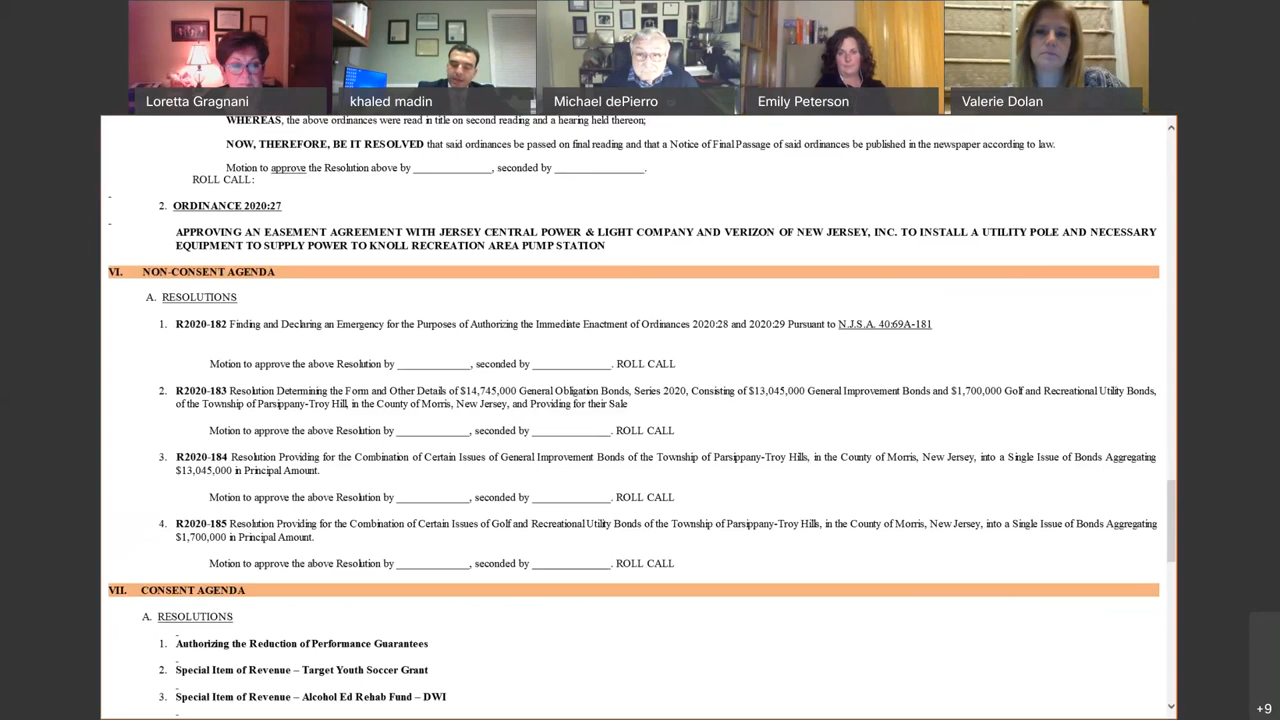 Loretta Gragnani
khaled madin
Michael dePierro
Emily Peterson
Valerie Dolan
WHEREAS, the above ordinances were read in title on second reading and a hearing held thereon;
NOW, THEREFORE, BE IT RESOLVED that said ordinances be passed on final reading and that a Notice of Final Passage of said ordinances be published in the newspaper according to law.
Motion to approve the Resolution above by ______________, seconded by ________________.
ROLL CALL:
2. ORDINANCE 2020:27
APPROVING AN EASEMENT AGREEMENT WITH JERSEY CENTRAL POWER & LIGHT COMPANY AND VERIZON OF NEW JERSEY, INC. TO INSTALL A UTILITY POLE AND NECESSARY
EQUIPMENT TO SUPPLY POWER TO KNOLL RECREATION AREA PUMP STATION
VI. NON-CONSENT AGENDA
A. RESOLUTIONS
1. R2020-182 Finding and Declaring an Emergency for the Purposes of Authorizing the Immediate Enactment of Ordinances 2020:28 and 2020:29 Pursuant to N.J.S.A. 40:69A-181
Motion to approve the above Resolution by _____________, seconded by ______________. ROLL CALL
2. R2020-183 Resolution Determining the Form and Other Details of $14,745,000 General Obligation Bonds, Series 2020, Consisting of $13,045,000 General Improvement Bonds and $1,700,000 Golf and Recreational Utility Bonds,
of the Township of Parsippany-Troy Hill, in the County of Morris, New Jersey, and Providing for their Sale
Motion to approve the above Resolution by _____________, seconded by ______________. ROLL CALL
3. R2020-184 Resolution Providing for the Combination of Certain Issues of General Improvement Bonds of the Township of Parsippany-Troy Hills, in the County of Morris, New Jersey, into a Single Issue of Bonds Aggregating
$13,045,000 in Principal Amount.
Motion to approve the above Resolution by _____________, seconded by ______________. ROLL CALL
4. R2020-185 Resolution Providing for the Combination of Certain Issues of Golf and Recreational Utility Bonds of the Township of Parsippany-Troy Hills, in the County of Morris, New Jersey, into a Single Issue of Bonds Aggregating
$1,700,000 in Principal Amount.
Motion to approve the above Resolution by _____________, seconded by ______________. ROLL CALL
VII. CONSENT AGENDA
A. RESOLUTIONS
1. Authorizing the Reduction of Performance Guarantees
2. Special Item of Revenue – Target Youth Soccer Grant
3. Special Item of Revenue – Alcohol Ed Rehab Fund – DWI
+9